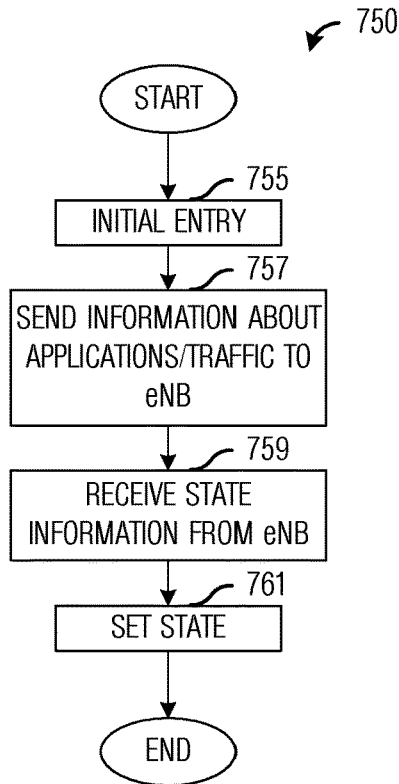 750
START
755
INITIAL ENTRY
757
SEND INFORMATION ABOUT
APPLICATIONS/TRAFFIC TO
eNB
759
RECEIVE STATE
INFORMATION FROM eNB
761
SET STATE
END